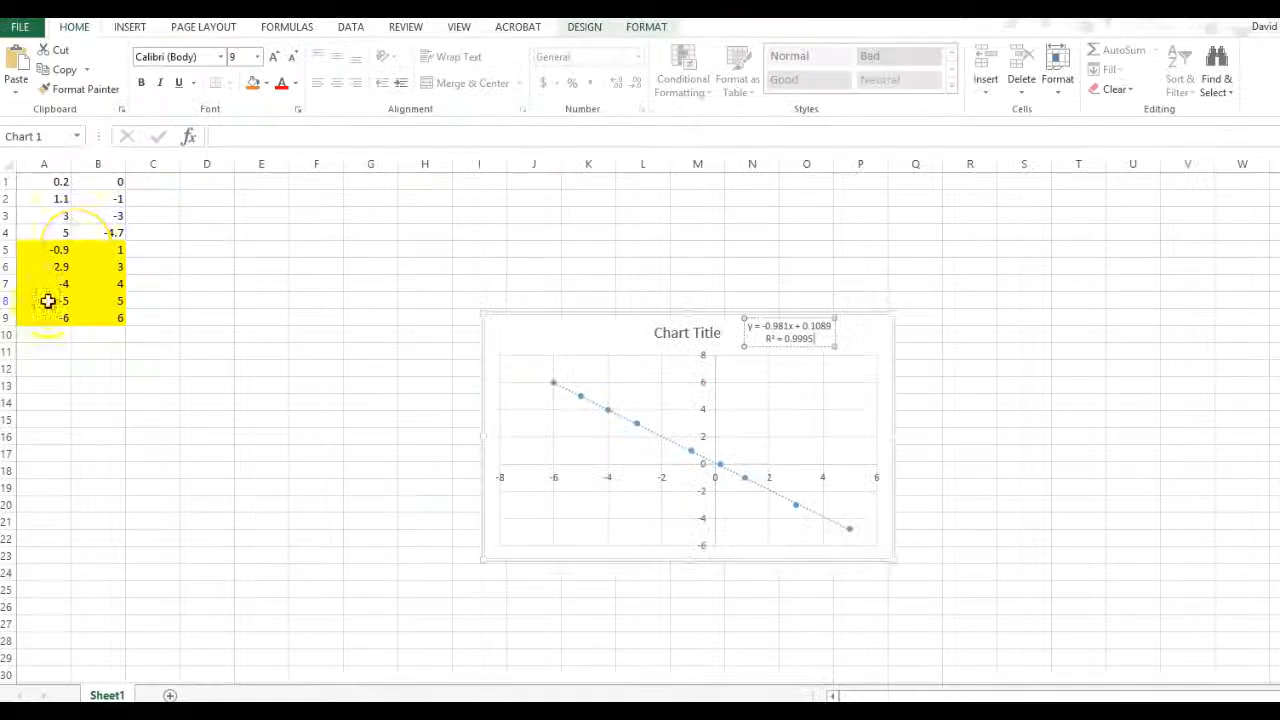 FILE HOME INSERT PAGE LAYOUT FORMULAS DATA REVIEW VIEW ACROBAT DESIGN FORMAT David
Paste
Cut
Copy
Format Painter
Clipboard
Calibri (Body) 9
B I U
Font
Wrap Text
Merge & Center
Alignment
General
$ %
Number
Conditional Formatting
Format as Table
Normal Bad
Good Neutral
Styles
Insert Delete Format
Cells
AutoSum
Fill
Clear
Sort & Filter
Find & Select
Editing
Chart 1 fx
A B C D E F G H I J K L M N O P Q R S T U V W
1 0.2 0
2 1.1 -1
3 3 -3
4 5 -4.7
5 -0.9 1
6 2.9 3
7 -4 4
8 -5 5
9 -6 6
10
11
12
13
14
15
16
17
18
19
20
21
22
23
24
25
26
27
28
29
30
Chart Title
y = -0.981x + 0.1089
R² = 0.9995
8
6
4
2
0
-8 -6 -4 -2 0 2 4 6
-2
-4
-6
Sheet1